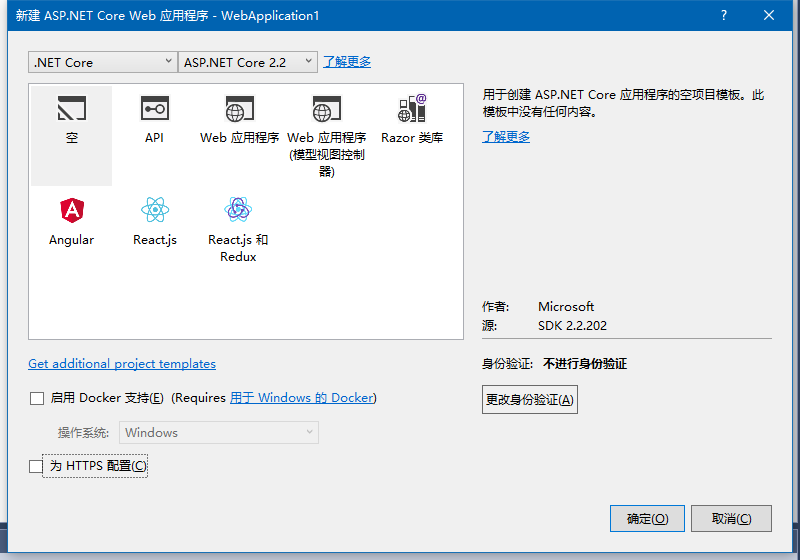 新建 ASP.NET Core Web 应用程序 - WebApplication1
?
.NET Core
ASP.NET Core 2.2
了解更多
空
API
Web 应用程序
Web 应用程序
(模型视图控制
器)
Razor 类库
Angular
React.js
React.js 和
Redux
用于创建 ASP.NET Core 应用程序的空项目模板。此
模板中没有任何内容。
了解更多
作者: Microsoft
源: SDK 2.2.202
Get additional project templates
身份验证: 不进行身份验证
更改身份验证(A)
启用 Docker 支持(E) (Requires 用于 Windows 的 Docker)
操作系统: Windows
为 HTTPS 配置(C)
确定(O)
取消(C)